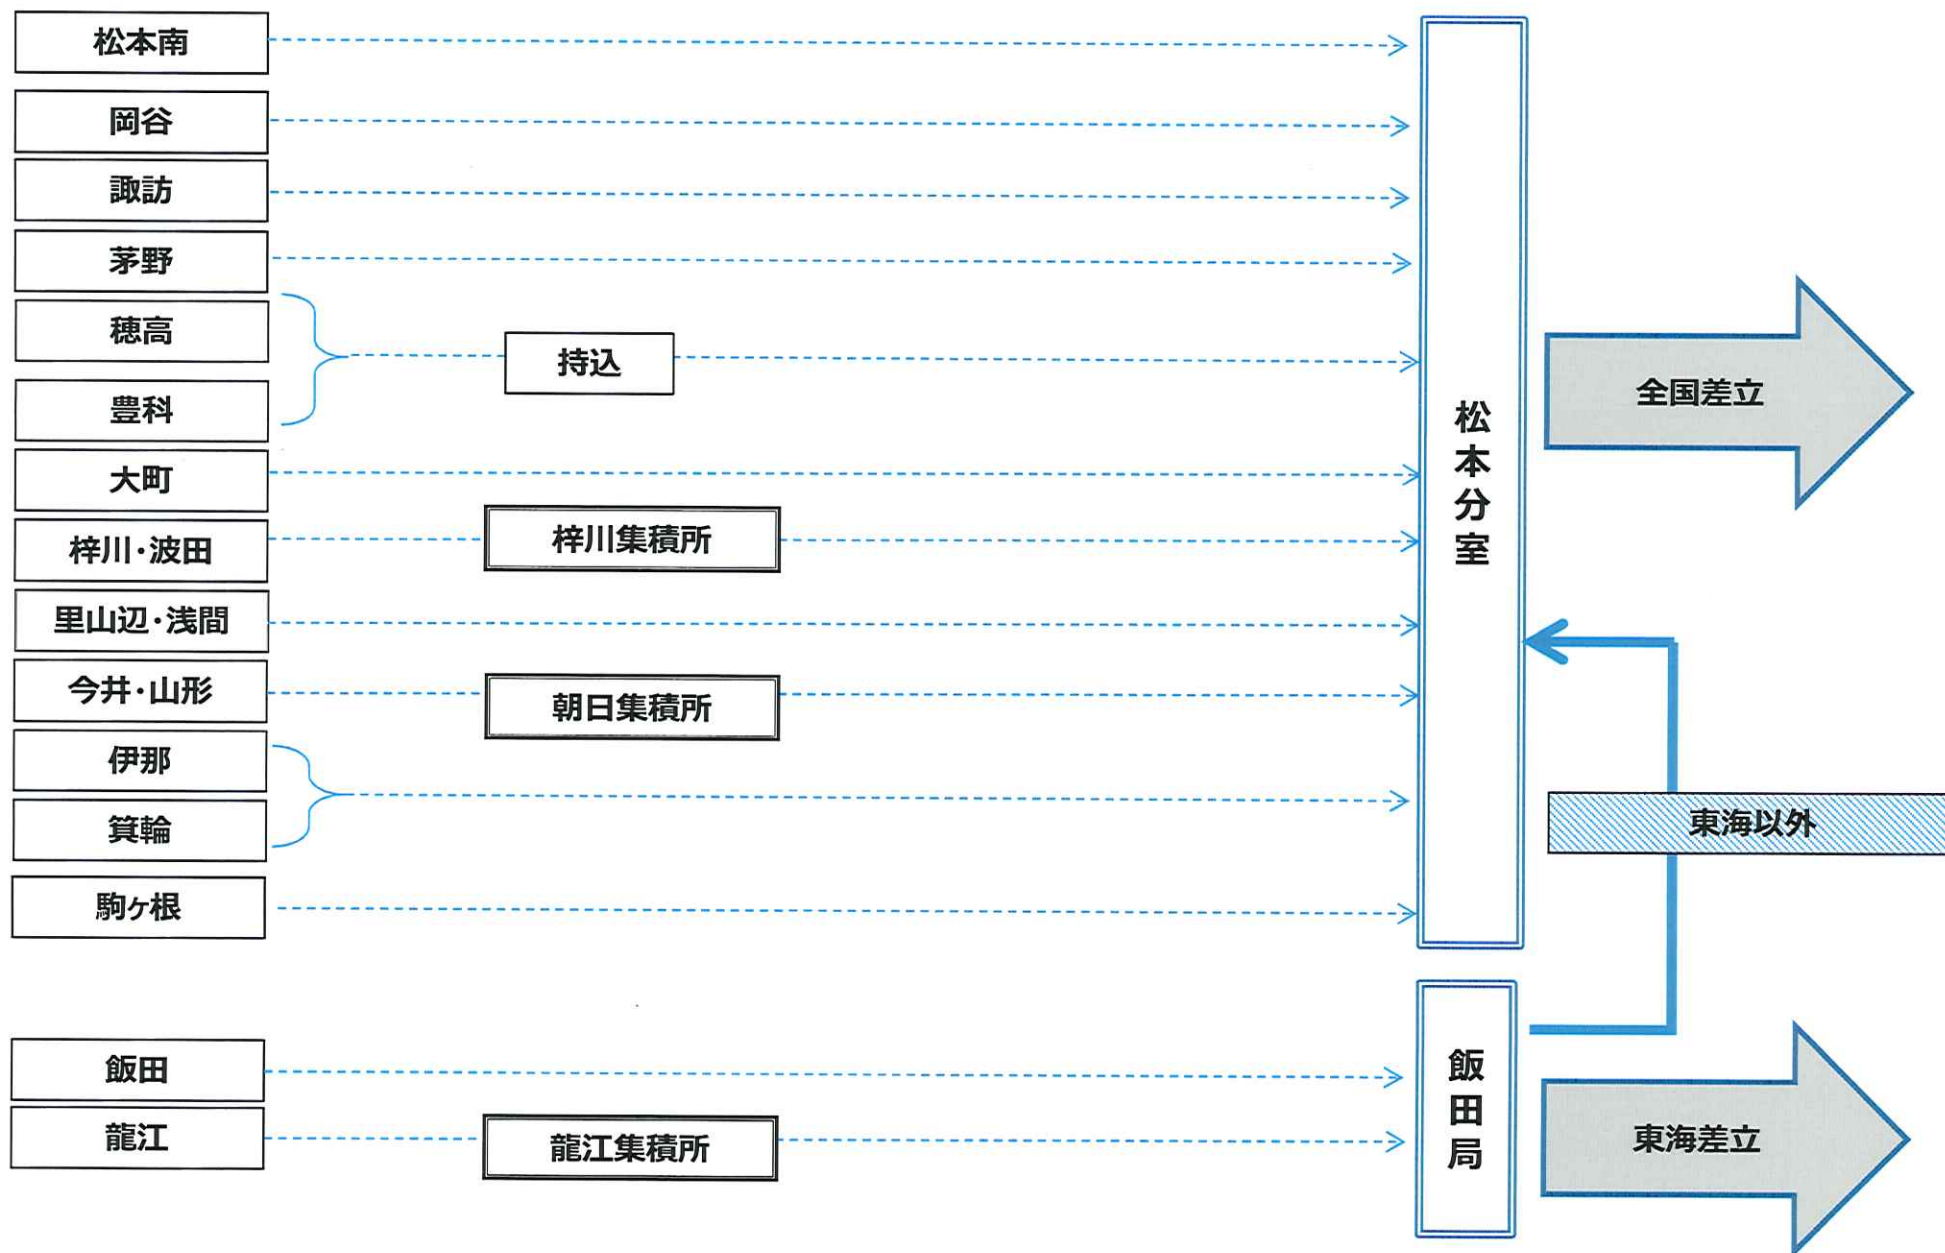 松本南
岡谷
諏訪
茅野
穂高
豊科
持込
大町
梓川・波田
梓川集積所
里山辺・浅間
今井・山形
朝日集積所
伊那
箕輪
駒ヶ根
松本分室
全国差立
東海以外
飯田
龍江
龍江集積所
飯田局
東海差立